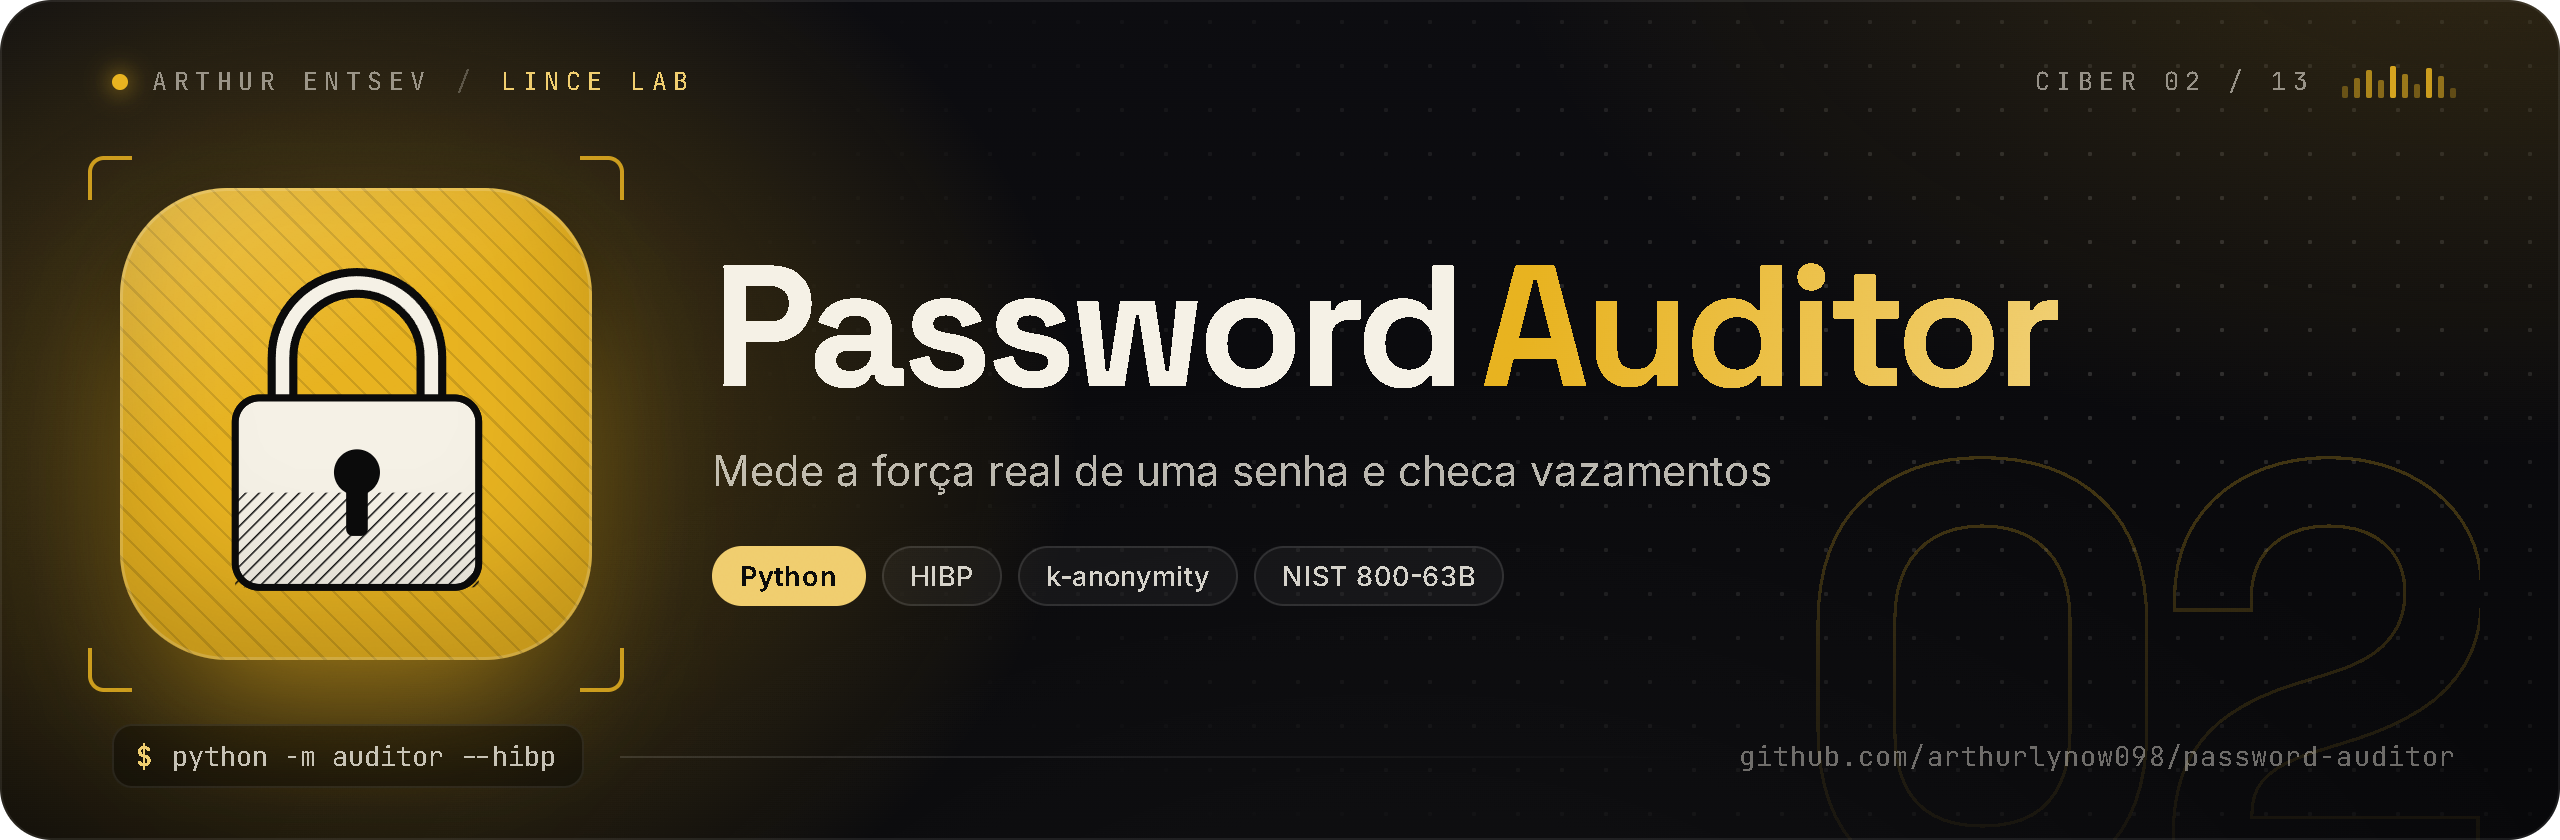 ARTHUR ENTSEV / LINCE LAB
CIBER 02 / 13
Password Auditor
Mede a força real de uma senha e checa vazamentos
Python HIBP k-anonymity NIST 800-63B
02
$ python -m auditor --hibp
github.com/arthurlynow098/password-auditor